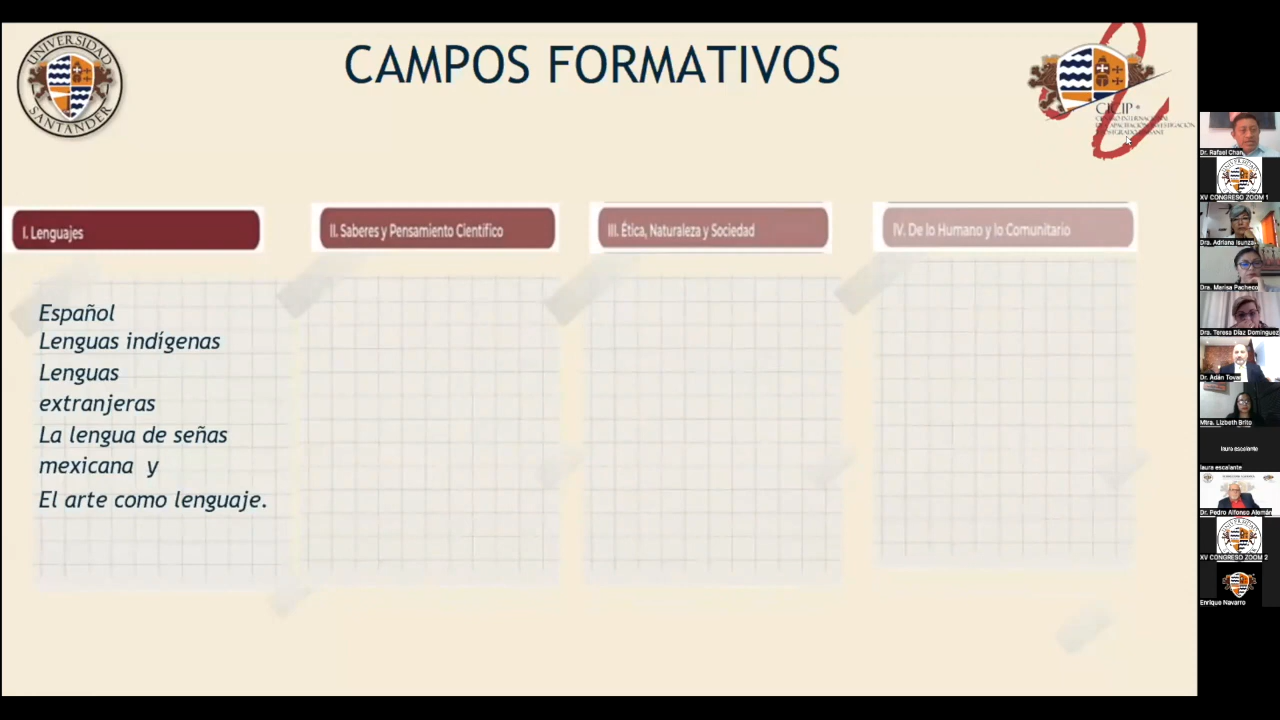 CAMPOS FORMATIVOS
UNIVERSIDAD
SANTANDER
CICIP
I. Lenguajes
II. Saberes y Pensamiento Científico
III. Ética, Naturaleza y Sociedad
IV. De lo Humano y lo Comunitario
Español
Lenguas indígenas
Lenguas
extranjeras
La lengua de señas
mexicana y
El arte como lenguaje.
Dr. Rafael Chan
XV CONGRESO ZOOM 1
Dra. Adriana Isunza
Dra. Marisa Pacheco
Dra. Teresa Díaz Domínguez
Dr. Adán Tovar
Mtra. Lizbeth Brito
laura escalante
laura escalante
Dr. Pedro Alfonso Alemán
XV CONGRESO ZOOM 2
Enrique Navarro